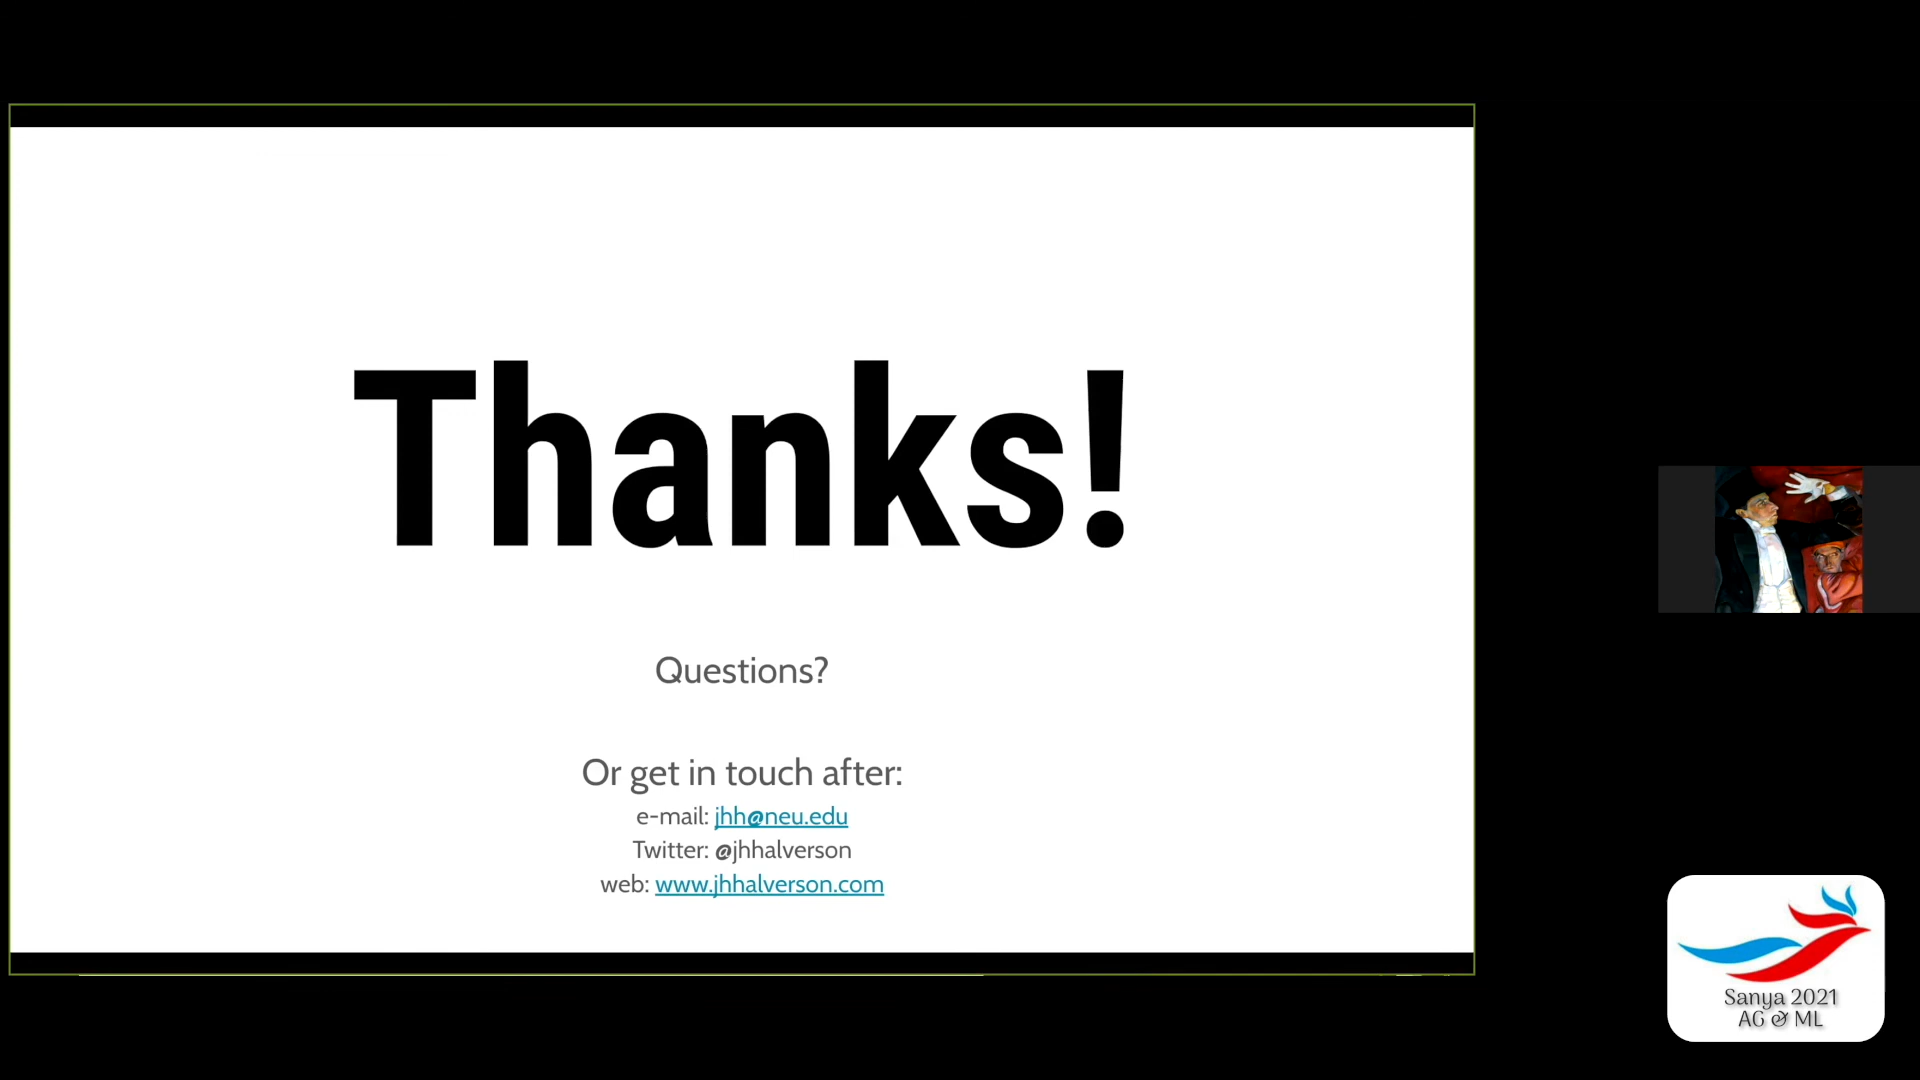 Thanks!
Questions?
Or get in touch after:
e-mail: jhh@neu.edu
Twitter: @jhhalverson
web: www.jhhalverson.com
Sanya 2021
AG & ML